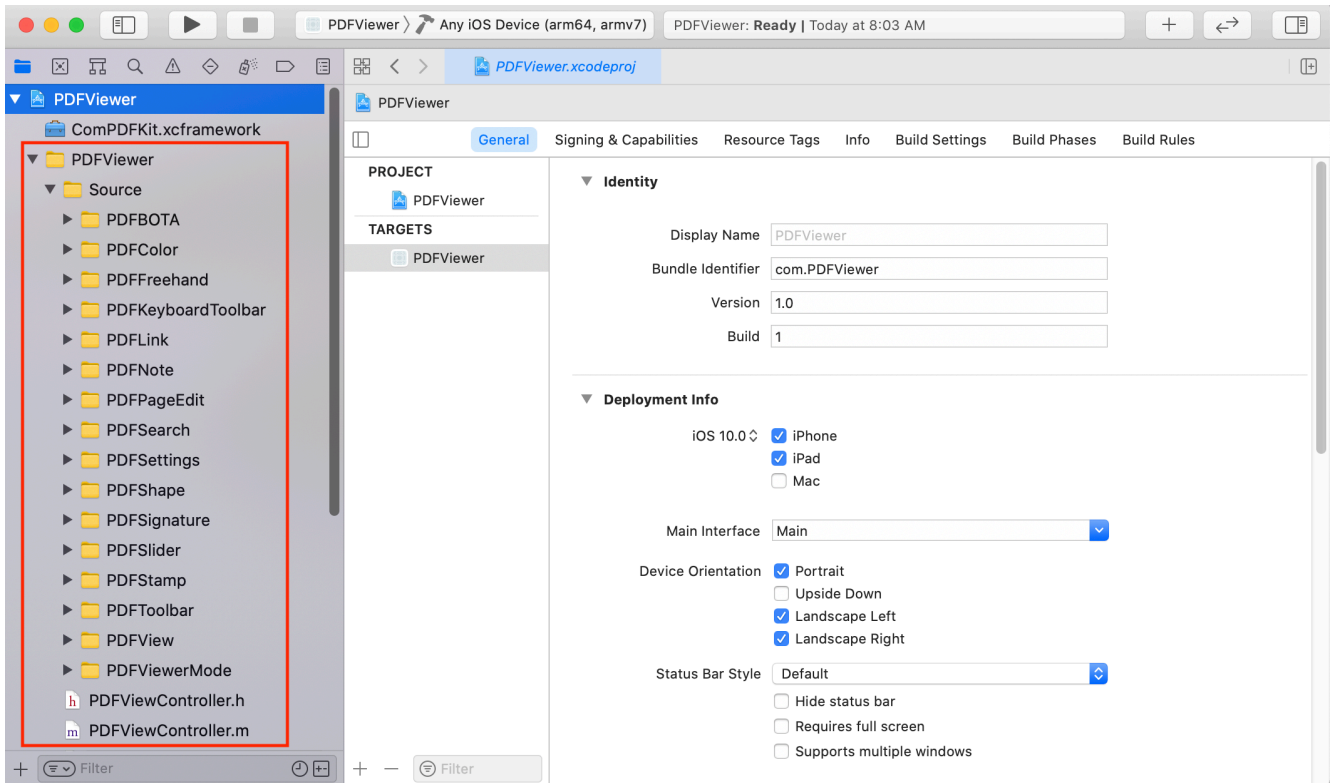 PDFViewer
Any iOS Device (arm64, armv7)
PDFViewer: Ready | Today at 8:03 AM
PDFViewer.xcodeproj
PDFViewer
ComPDFKit.xcframework
PDFViewer
Source
PDFBOTA
PDFColor
PDFFreehand
PDFKeyboardToolbar
PDFLink
PDFNote
PDFPageEdit
PDFSearch
PDFSettings
PDFShape
PDFSignature
PDFSlider
PDFStamp
PDFToolbar
PDFView
PDFViewerMode
h PDFViewController.h
m PDFViewController.m
Filter
PDFViewer
General Signing & Capabilities Resource Tags Info Build Settings Build Phases Build Rules
PROJECT
PDFViewer
TARGETS
PDFViewer
Filter
Identity
Display Name PDFViewer
Bundle Identifier com.PDFViewer
Version 1.0
Build 1
Deployment Info
iOS 10.0 iPhone
iPad
Mac
Main Interface Main
Device Orientation Portrait
Upside Down
Landscape Left
Landscape Right
Status Bar Style Default
Hide status bar
Requires full screen
Supports multiple windows